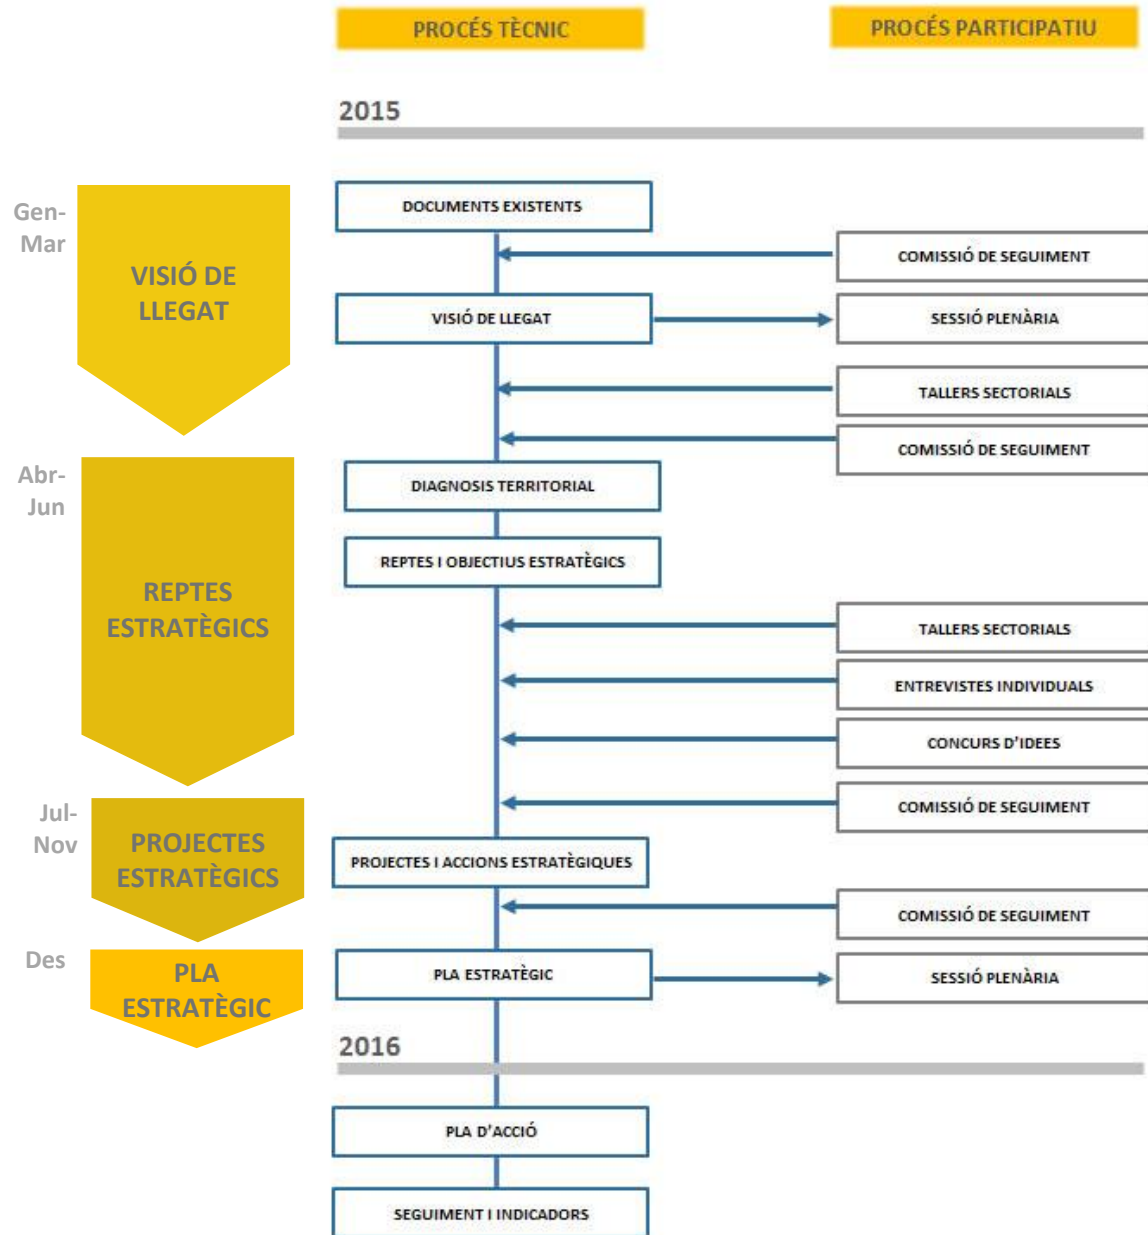 PROCÉS TÈCNIC
PROCÉS PARTICIPATIU
2015
Gen-
Mar
VISIÓ DE
LLEGAT
DOCUMENTS EXISTENTS
COMISSIÓ DE SEGUIMENT
VISIÓ DE LLEGAT
SESSIÓ PLENÀRIA
TALLERS SECTORIALS
COMISSIÓ DE SEGUIMENT
Abr-
Jun
REPTES
ESTRATÈGICS
DIAGNOSIS TERRITORIAL
REPTES I OBJECTIUS ESTRATÈGICS
TALLERS SECTORIALS
ENTREVISTES INDIVIDUALS
CONCURS D'IDEES
COMISSIÓ DE SEGUIMENT
Jul-
Nov
PROJECTES
ESTRATÈGICS
PROJECTES I ACCIONS ESTRATÈGIQUES
COMISSIÓ DE SEGUIMENT
Des
PLA
ESTRATÈGIC
PLA ESTRATÈGIC
SESSIÓ PLENÀRIA
2016
PLA D'ACCIÓ
SEGUIMENT I INDICADORS